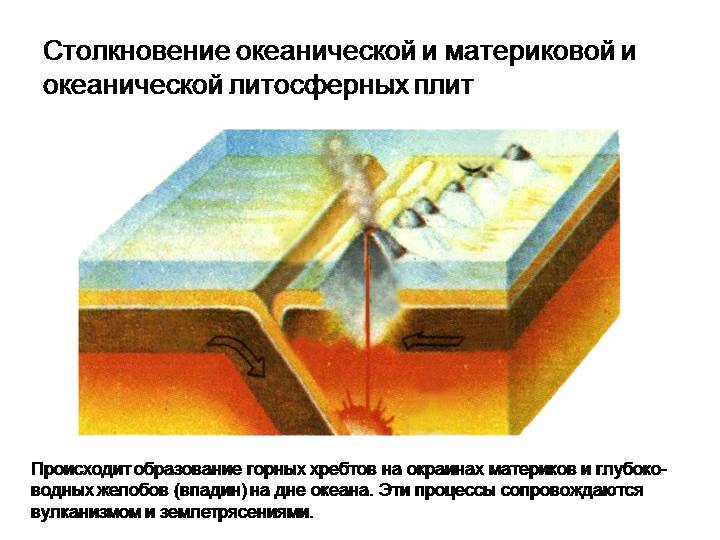 Столкновение океанической и материковой и
океанической литосферных плит
Происходит образование горных хребтов на окраинах материков и глубоко-
водных желобов (впадин) на дне океана. Эти процессы сопровождаются
вулканизмом и землетрясениями.